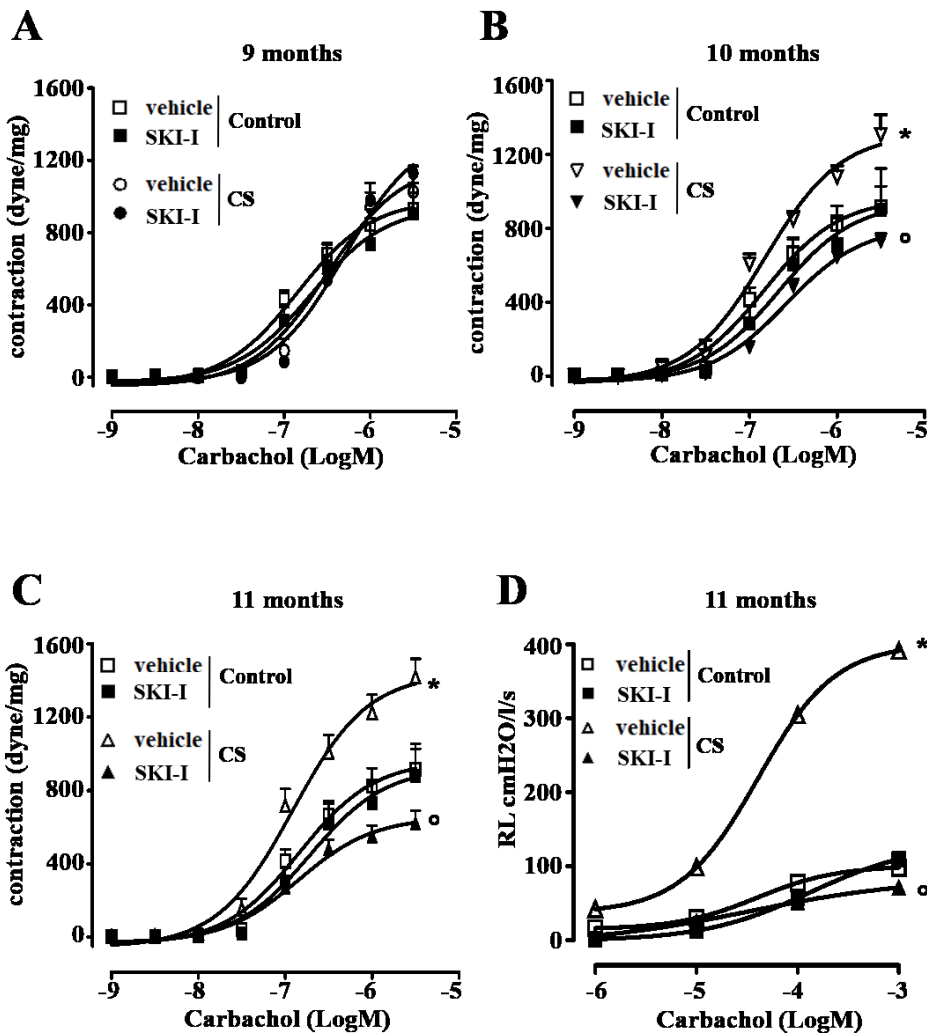 A
9 months
1600
1200
800
400
0
contraction (dyne/mg)
vehicle
SKI-I
Control
vehicle
SKI-I
CS
-9 -8 -7 -6 -5
Carbachol (LogM)
B
10 months
1600
1200
800
400
0
contraction (dyne/mg)
vehicle
SKI-I
Control
vehicle
SKI-I
CS
*
-9 -8 -7 -6 -5
Carbachol (LogM)
C
11 months
1600
1200
800
400
0
contraction (dyne/mg)
vehicle
SKI-I
Control
vehicle
SKI-I
CS
*
-9 -8 -7 -6 -5
Carbachol (LogM)
D
11 months
400
300
200
100
0
RL cmH2O/l/s
vehicle
SKI-I
Control
vehicle
SKI-I
CS
*
-6 -5 -4 -3
Carbachol (LogM)